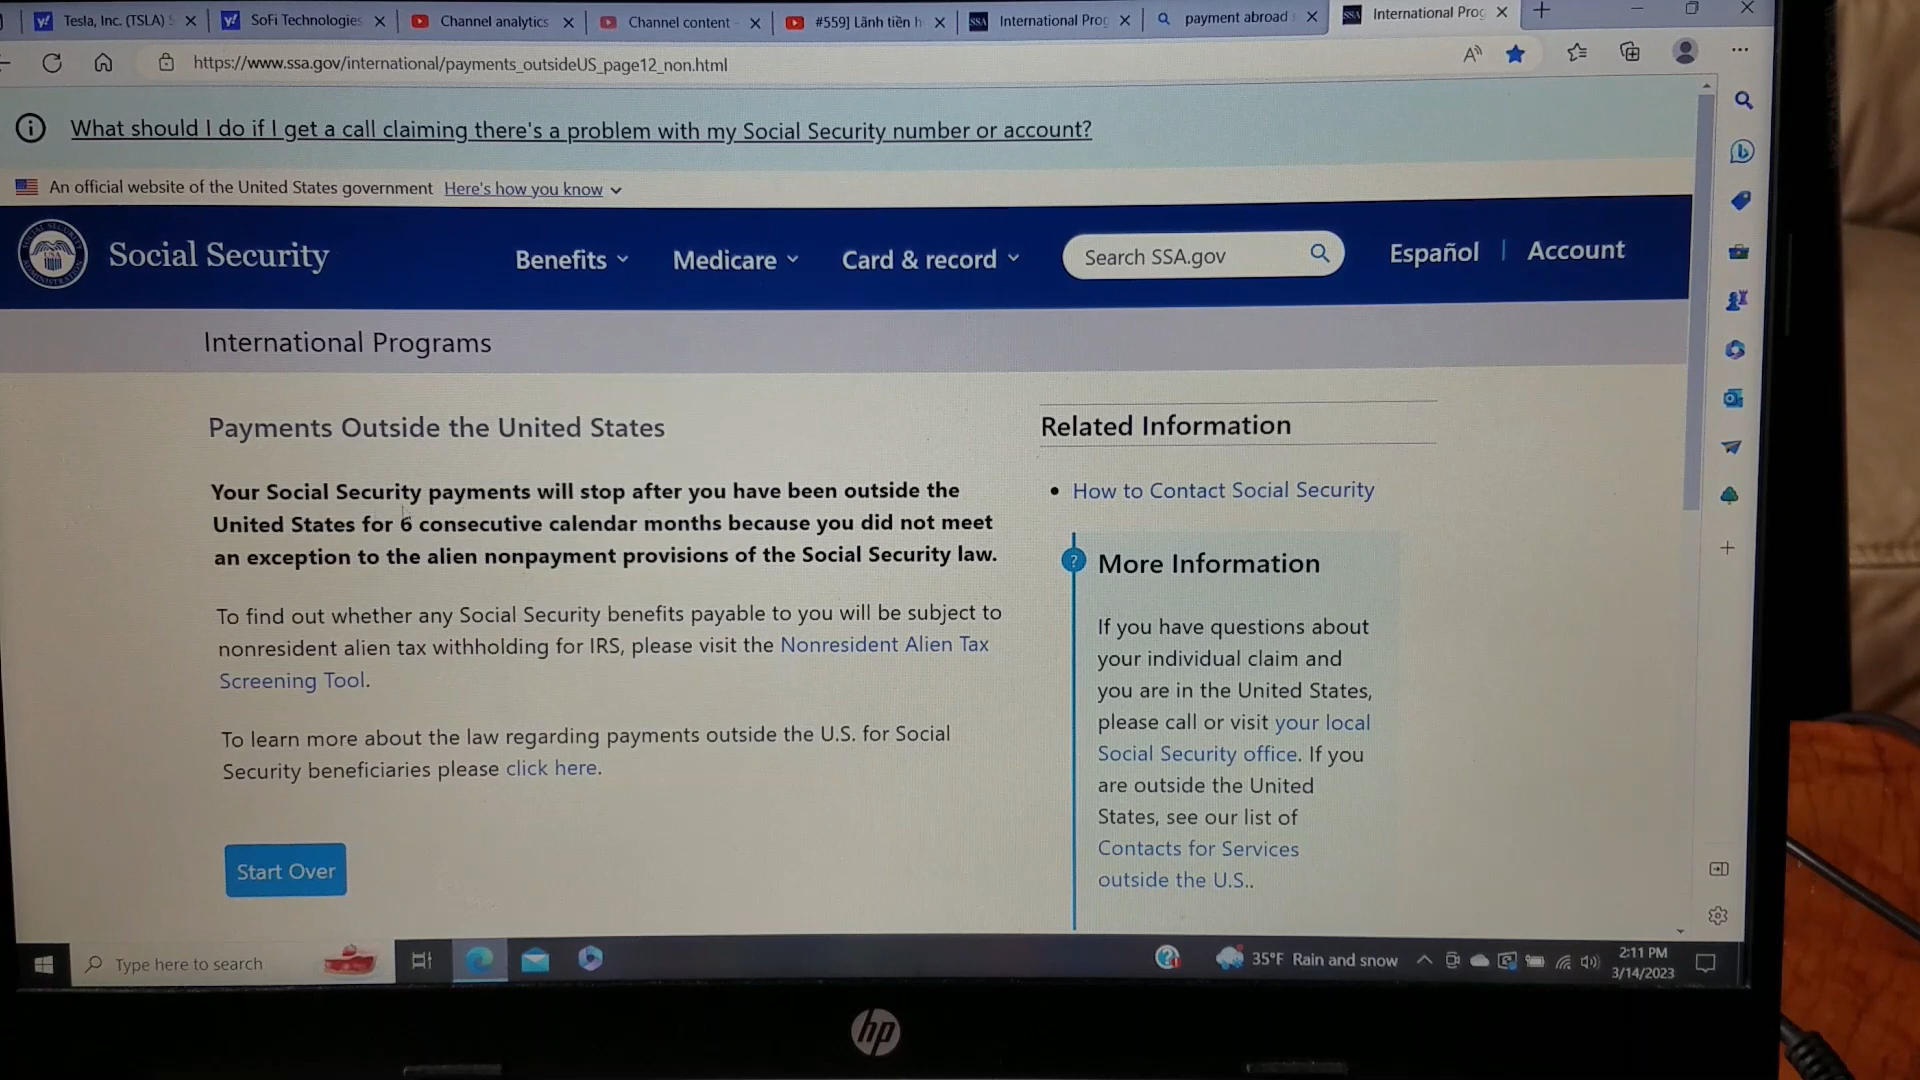 Tesla, Inc. (TSLA) S
SoFi Technologies
Channel analytics
Channel content -
#559] Lãnh tiền h
International Prog
payment abroad
International Prog
https://www.ssa.gov/international/payments_outsideUS_page12_non.html
What should I do if I get a call claiming there's a problem with my Social Security number or account?
An official website of the United States government Here's how you know
Social Security
Benefits
Medicare
Card & record
Search SSA.gov
Español
Account
International Programs
Payments Outside the United States
Your Social Security payments will stop after you have been outside the
United States for 6 consecutive calendar months because you did not meet
an exception to the alien nonpayment provisions of the Social Security law.
To find out whether any Social Security benefits payable to you will be subject to
nonresident alien tax withholding for IRS, please visit the Nonresident Alien Tax
Screening Tool.
To learn more about the law regarding payments outside the U.S. for Social
Security beneficiaries please click here.
Start Over
Related Information
How to Contact Social Security
More Information
If you have questions about
your individual claim and
you are in the United States,
please call or visit your local
Social Security office. If you
are outside the United
States, see our list of
Contacts for Services
outside the U.S..
Type here to search
35°F Rain and snow
2:11 PM
3/14/2023
hp